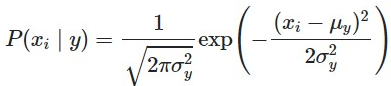 P(x_i | y) = \frac{1}{\sqrt{2\pi\sigma_y^2}} \exp\left(-\frac{(x_i - \mu_y)^2}{2\sigma_y^2}\right)